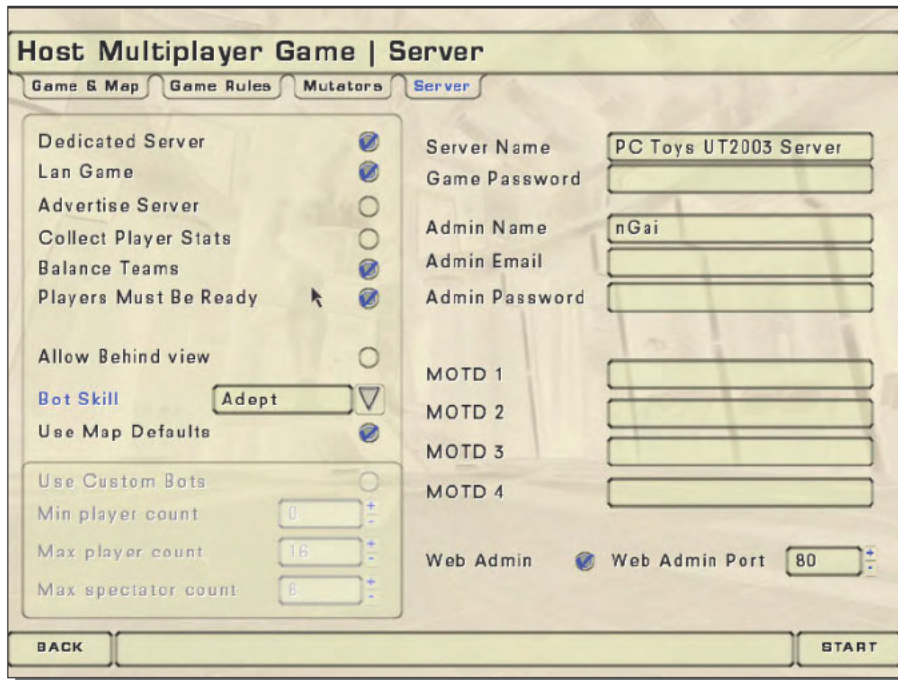 Host Multiplayer Game | Server
Game & Map Game Rules Mutators Server
Dedicated Server
Lan Game
Advertise Server
Collect Player Stats
Balance Teams
Players Must Be Ready
Allow Behind view
Bot Skill Adept
Use Map Defaults
Use Custom Bots
Min player count 0
Max player count 16
Max spectator count 8
Server Name PC Toys UT2003 Server
Game Password
Admin Name nGai
Admin Email
Admin Password
MOTD 1
MOTD 2
MOTD 3
MOTD 4
Web Admin Web Admin Port 80
BACK START